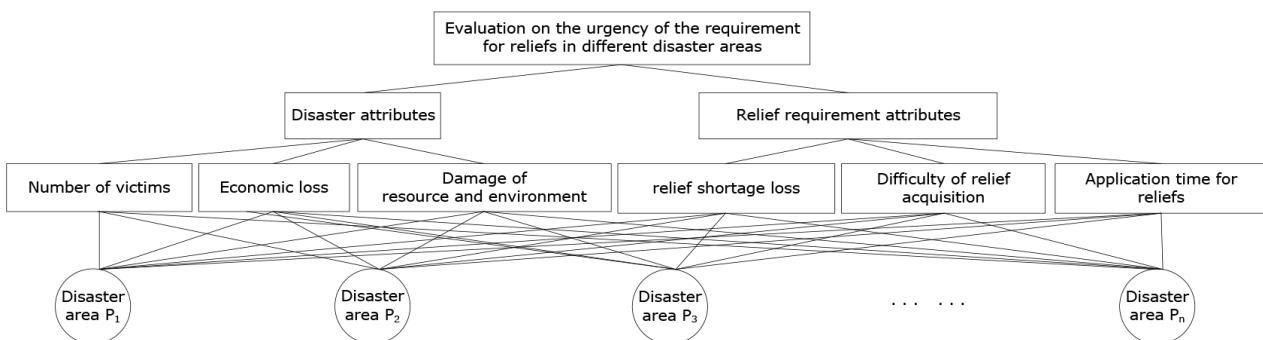 Evaluation on the urgency of the requirement
for reliefs in different disaster areas
Disaster attributes
Relief requirement attributes
Number of victims
Economic loss
Damage of
resource and environment
relief shortage loss
Difficulty of relief
acquisition
Application time for
reliefs
Disaster
area P₁
Disaster
area P₂
Disaster
area P₃
... ...
Disaster
area Pₙ